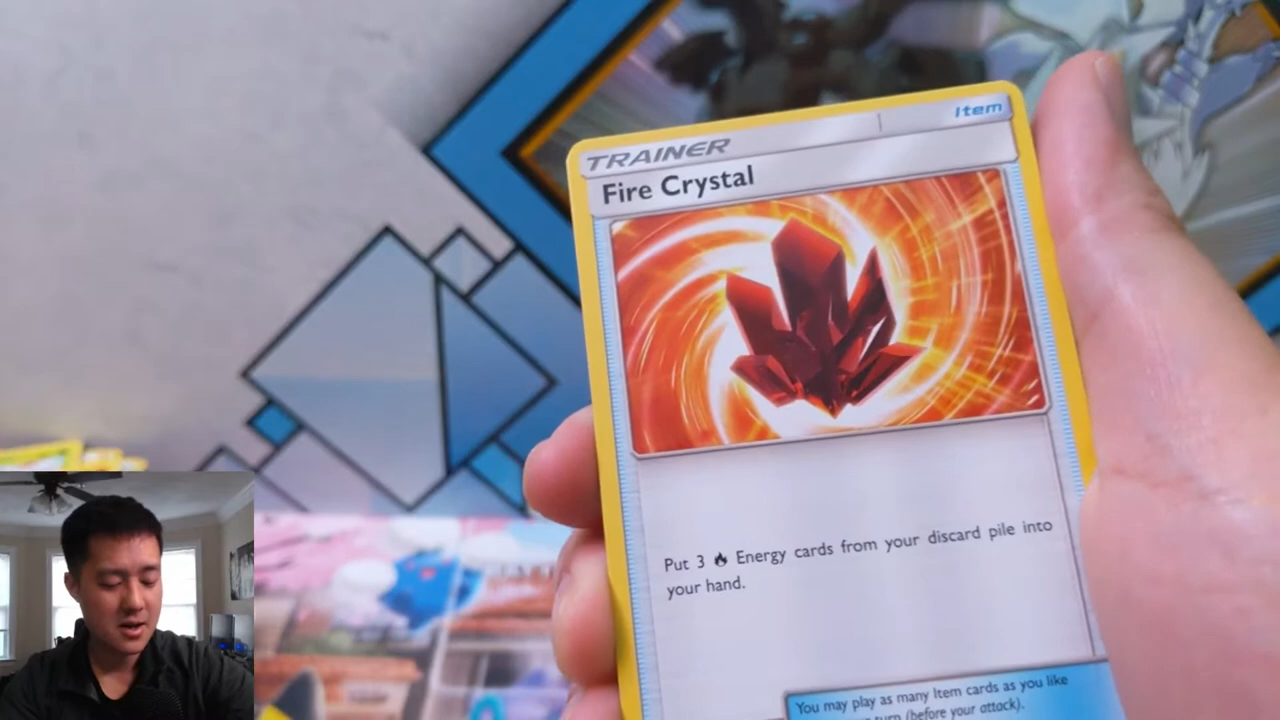 TRAINER
Item
Fire Crystal
Put 3 Energy cards from your discard pile into
your hand.
You may play as many Item cards as you like
turn (before your attack).